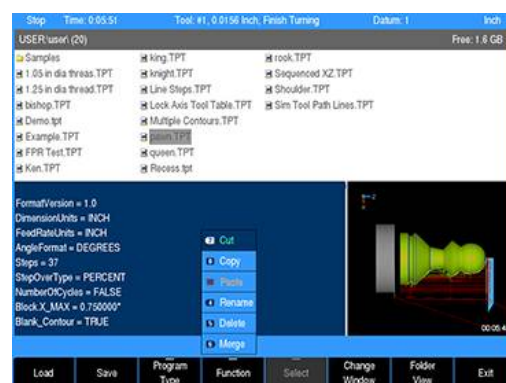 Stop Time: 0:05:51 Tool: #1, 0.0156 Inch, Finish Turning Datum: 1 Inch
USER:\user\ (20) Free: 1.6 GB
Samples
1.05 in dia threas.TPT
1.25 in dia thread.TPT
bishop.TPT
Demo.tpt
Example.TPT
FPR Test.TPT
Ken.TPT
king.TPT
knight.TPT
Line Steps.TPT
Lock Axis Tool Table.TPT
Multiple Contours.TPT
pawn.TPT
queen.TPT
Recess.tpt
rook.TPT
Sequenced XZ.TPT
Shoulder.TPT
Sim Tool Path Lines.TPT
FormatVersion = 1.0
DimensionUnits = INCH
FeedRateUnits = INCH
AngleFormat = DEGREES
Steps = 37
StepOverType = PERCENT
NumberOfCycles = FALSE
Block.X_MAX = 0.750000"
Blank_Contour = TRUE
Cut
Copy
Paste
Rename
Delete
Merge
Z
00:05:4
Load Save Program Type Function Select Change Window Folder View Exit